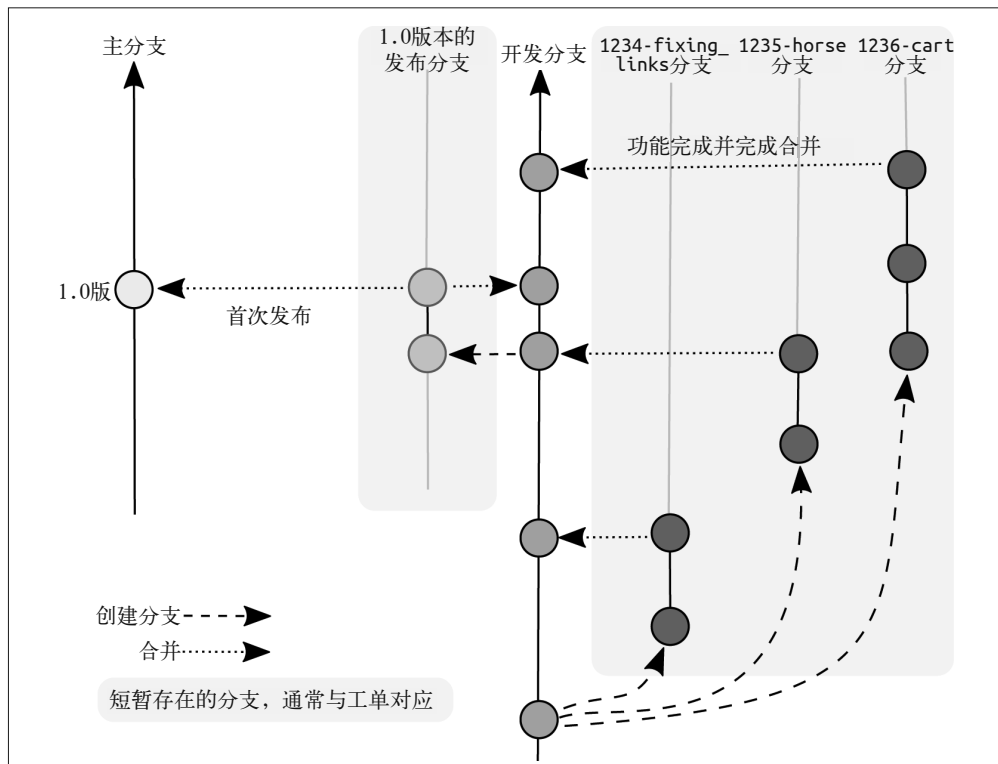 主分支
1.0版本的
发布分支
开发分支
1234-fixing_
links分支
1235-horse
分支
1236-cart
分支
功能完成并完成合并
1.0版
首次发布
创建分支
合并
短暂存在的分支，通常与工单对应